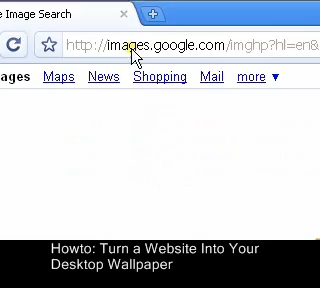 e Image Search
http://images.google.com/imghp?hl=en&
ages Maps News Shopping Mail more ▼
Howto: Turn a Website Into Your
Desktop Wallpaper